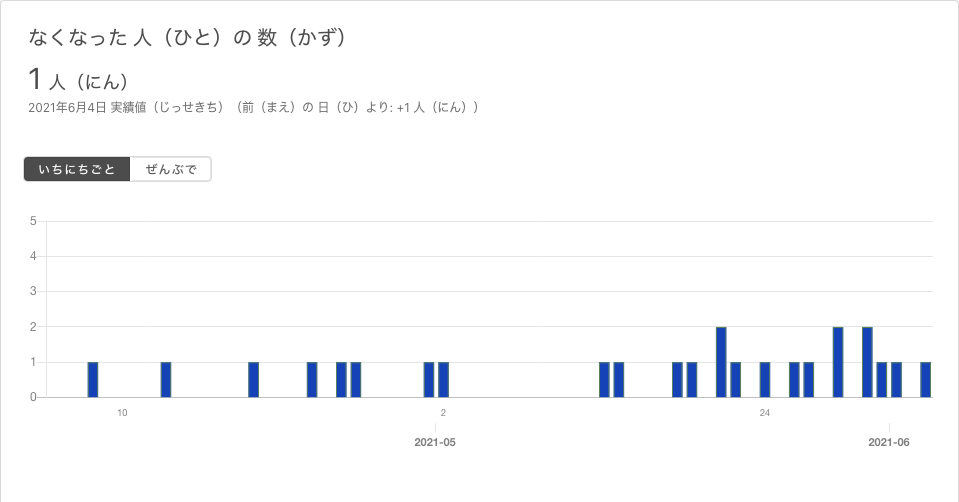 なくなった 人（ひと）の 数（かず）
1 人（にん）
2021年6月4日 実績値（じっせきち）（前（まえ）の 日（ひ）より: +1 人（にん））
いちにちごと ぜんぶで
5
4
3
2
1
0
10 2 24
2021-05 2021-06